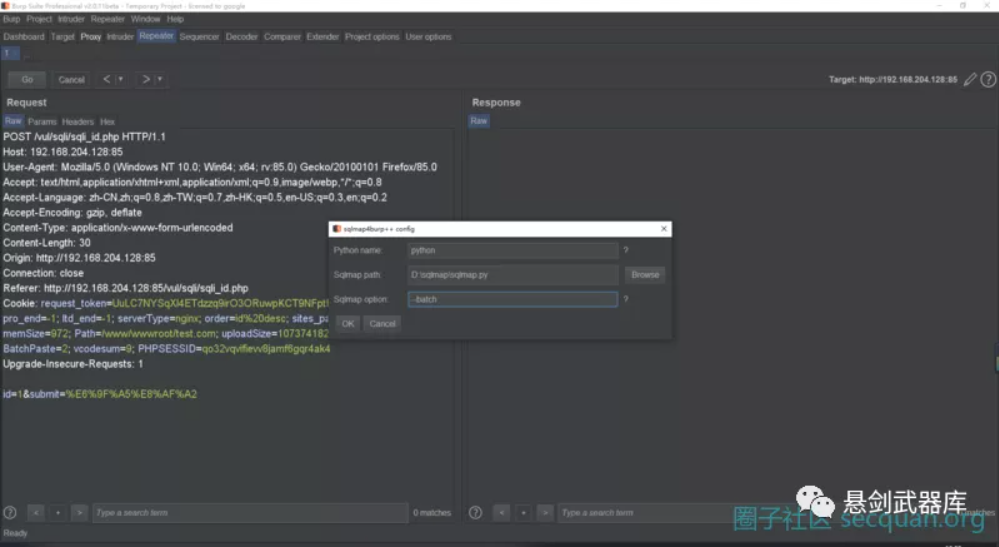 Burp Suite Professional v2.0.11beta - Temporary Project - licensed to google
Burp Project Intruder Repeater Window Help
Dashboard Target Proxy Intruder Repeater Sequencer Decoder Comparer Extender Project options User options
1 ...
Go Cancel < > Target: http://192.168.204.128:85 ?
Request
Raw Params Headers Hex
POST /vul/sqli/sqli_id.php HTTP/1.1
Host: 192.168.204.128:85
User-Agent: Mozilla/5.0 (Windows NT 10.0; Win64; x64; rv:85.0) Gecko/20100101 Firefox/85.0
Accept: text/html,application/xhtml+xml,application/xml;q=0.9,image/webp,*/*;q=0.8
Accept-Language: zh-CN,zh;q=0.8,zh-TW;q=0.7,zh-HK;q=0.5,en-US;q=0.3,en;q=0.2
Accept-Encoding: gzip, deflate
Content-Type: application/x-www-form-urlencoded
Content-Length: 30
Origin: http://192.168.204.128:85
Connection: close
Referer: http://192.168.204.128:85/vul/sqli/sqli_id.php
Cookie: request_token=
pro_end=-1; ltd_end=-1; serverType=nginx; order=id%20desc; sites_pa
memSize=972; Path=/www/wwwroot/test.com; uploadSize=107374182
BatchPaste=2; vcodesum=9; PHPSESSID=
Upgrade-Insecure-Requests: 1
id=1&submit=%E6%9F%A5%E8%AF%A2
? < > Type a search term 0 matches
Ready
Response
Raw
? < > Type a search term matches
sqlmap4burp++ config
Python name: python ?
Sqlmap path: D:\sqlmap\sqlmap.py Browse
Sqlmap option: --batch ?
OK Cancel
悬剑武器库
圈子社区 secquan.org